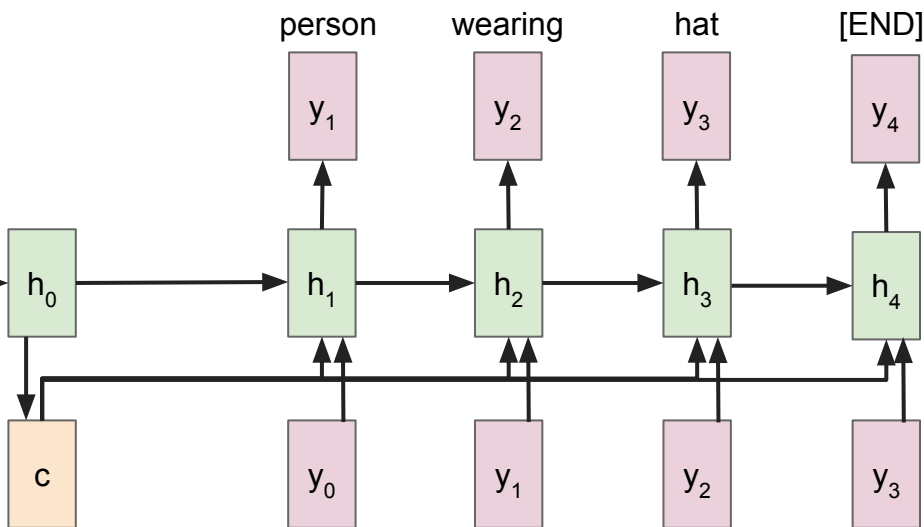 person wearing hat [END]
y₁ y₂ y₃ y₄
h₀ h₁ h₂ h₃ h₄
c y₀ y₁ y₂ y₃